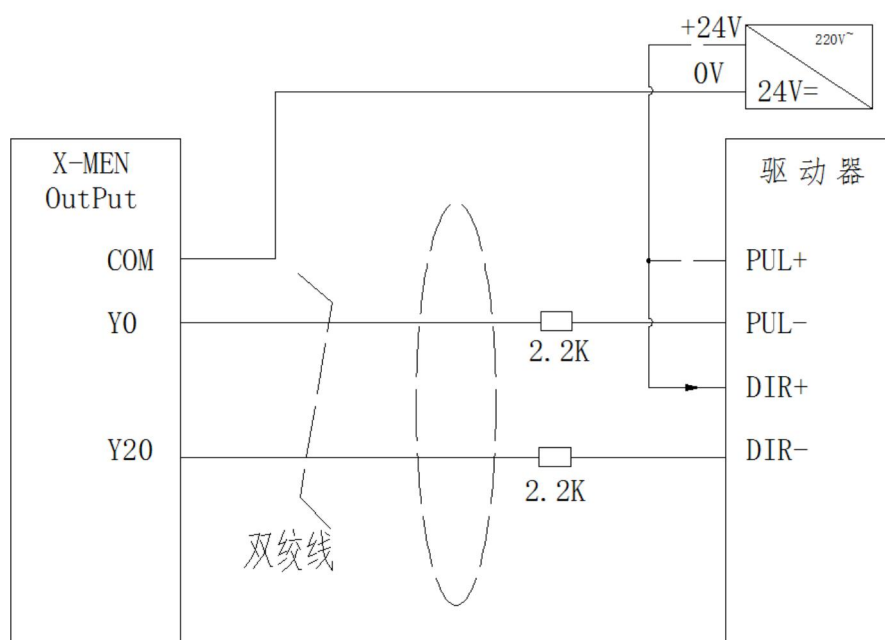 +24V
220V~
0V
24V=
X-MEN
OutPut
驱动器
COM
PUL+
Y0
PUL-
2.2K
DIR+
Y20
DIR-
2.2K
双绞线